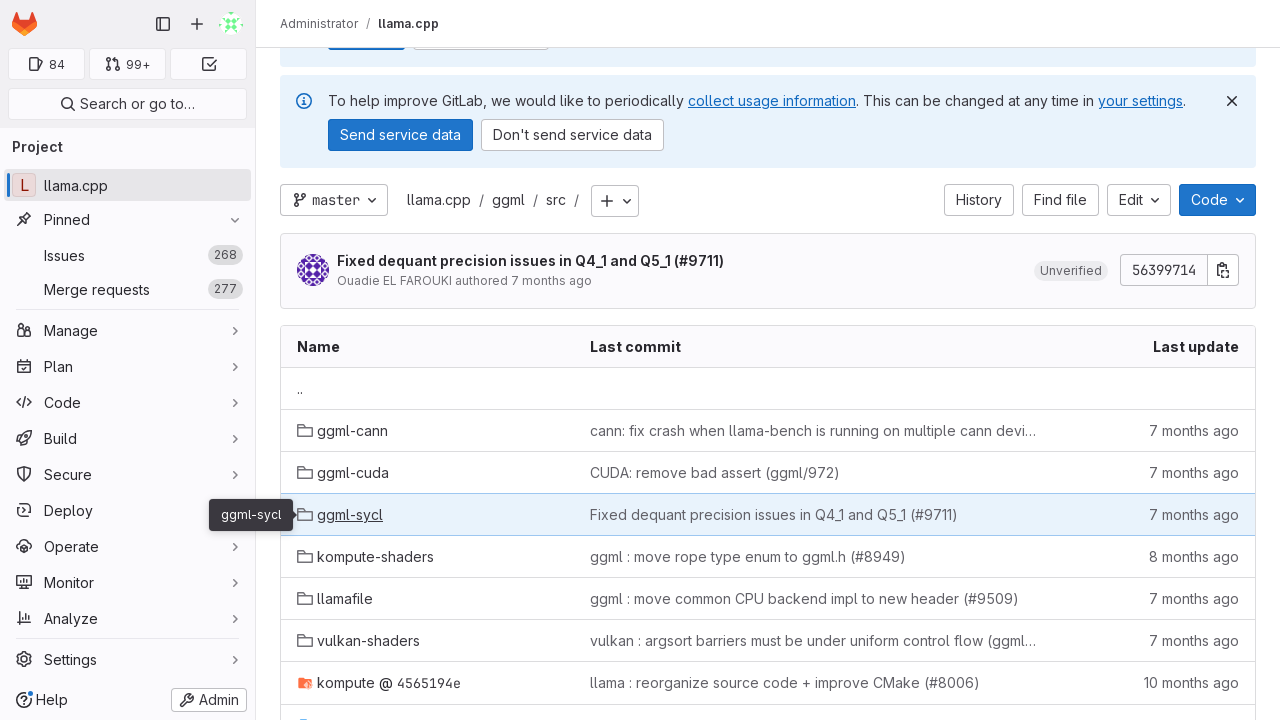 Administrator / llama.cpp
84
99+
Search or go to…
Project
L llama.cpp
Pinned
Issues 268
Merge requests 277
Manage
Plan
Code
Build
Secure
Deploy
Operate
Monitor
Analyze
Settings
Help
Admin
ggml-sycl
To help improve GitLab, we would like to periodically collect usage information. This can be changed at any time in your settings.
Send service data
Don't send service data
master
llama.cpp / ggml / src /
History
Find file
Edit
Code
Fixed dequant precision issues in Q4_1 and Q5_1 (#9711)
Ouadie EL FAROUKI authored 7 months ago
Unverified
56399714
Name Last commit Last update
..
ggml-cann cann: fix crash when llama-bench is running on multiple cann devi… 7 months ago
ggml-cuda CUDA: remove bad assert (ggml/972) 7 months ago
ggml-sycl Fixed dequant precision issues in Q4_1 and Q5_1 (#9711) 7 months ago
kompute-shaders ggml : move rope type enum to ggml.h (#8949) 8 months ago
llamafile ggml : move common CPU backend impl to new header (#9509) 7 months ago
vulkan-shaders vulkan : argsort barriers must be under uniform control flow (ggml… 7 months ago
kompute @ 4565194e llama : reorganize source code + improve CMake (#8006) 10 months ago